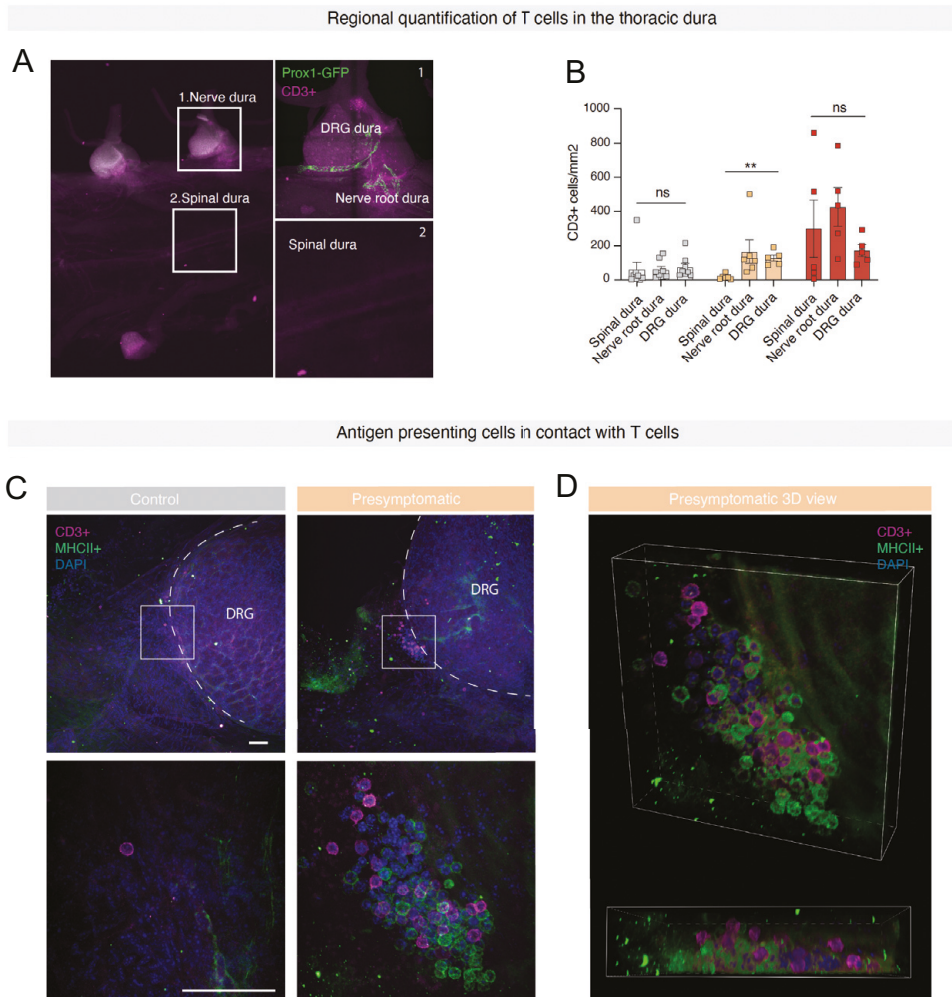 Regional quantification of T cells in the thoracic dura
A
1.Nerve dura
2.Spinal dura
Prox1-GFP
CD3+
1
DRG dura
Nerve root dura
2
Spinal dura
B
CD3+ cells/mm2
1000
800
600
400
200
0
ns
**
ns
Spinal dura
Nerve root dura
DRG dura
Spinal dura
Nerve root dura
DRG dura
Spinal dura
Nerve root dura
DRG dura
Antigen presenting cells in contact with T cells
C
Control
CD3+
MHCII+
DAPI
DRG
Presymptomatic
DRG
D
Presymptomatic 3D view
CD3+
MHCII+
DAPI